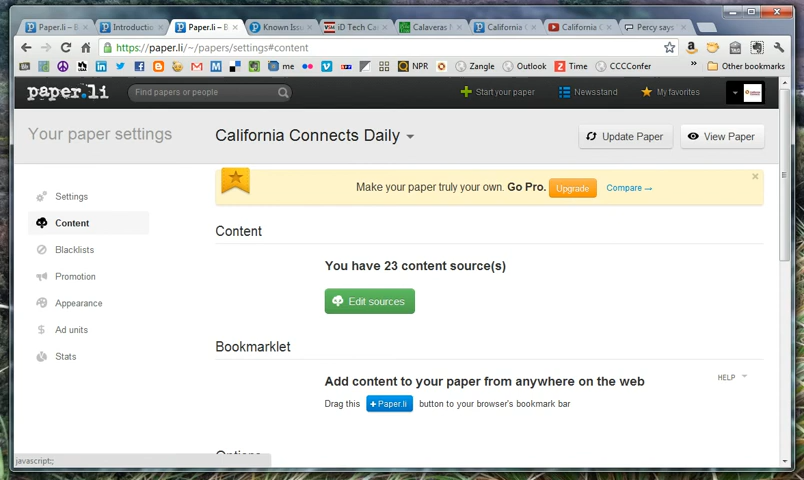 Paper.li – B
Introductio
Paper.li – B
Known Issu
iD Tech Ca
Calaveras
California C
California C
Percy says
https://paper.li/~/papers/settings#content
me
NPR
Zangle
Outlook
Time
CCCConfer
»
Other bookmarks
paper.li
Find papers or people
Start your paper
Newsstand
My favorites
Your paper settings
California Connects Daily
Update Paper
View Paper
Make your paper truly your own. Go Pro. Upgrade Compare →
Settings
Content
Blacklists
Promotion
Appearance
Ad units
Stats
Content
You have 23 content source(s)
Edit sources
Bookmarklet
Add content to your paper from anywhere on the web
HELP
Drag this + Paper.li button to your browser's bookmark bar
Options
javascript:;